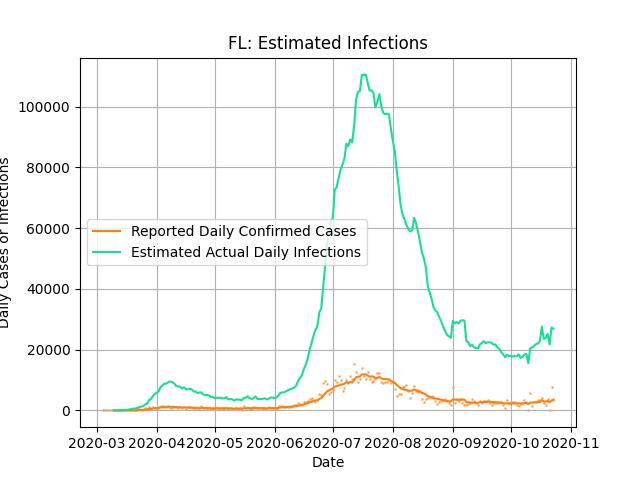 FL: Estimated Infections
100000
80000
60000
40000
20000
0
Daily Cases or Infections
Reported Daily Confirmed Cases
Estimated Actual Daily Infections
2020-03 2020-04 2020-05 2020-06 2020-07 2020-08 2020-09 2020-10 2020-11
Date